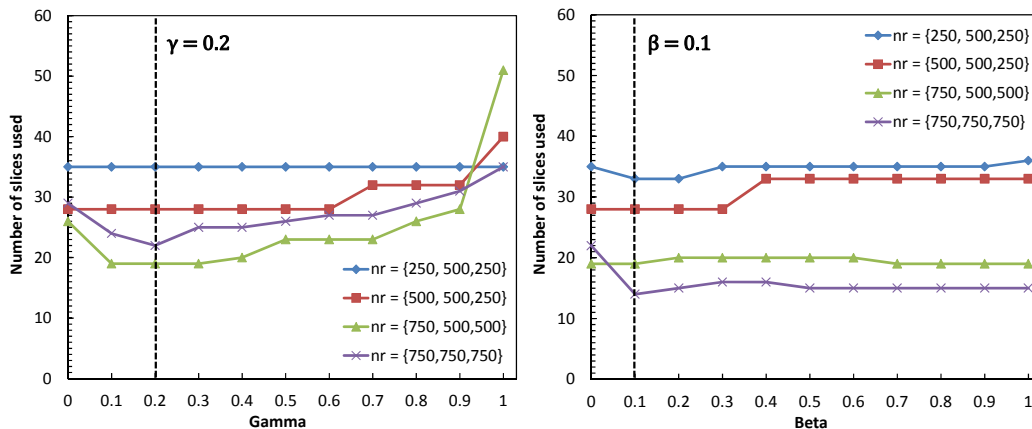 60
50
40
30
20
10
0
Number of slices used
γ = 0.2
nr = {250, 500,250}
nr = {500, 500,250}
nr = {750, 500,500}
nr = {750,750,750}
0 0.1 0.2 0.3 0.4 0.5 0.6 0.7 0.8 0.9 1
Gamma
60
50
40
30
20
10
0
Number of slices used
β = 0.1
nr = {250, 500,250}
nr = {500, 500,250}
nr = {750, 500,500}
nr = {750,750,750}
0 0.1 0.2 0.3 0.4 0.5 0.6 0.7 0.8 0.9 1
Beta